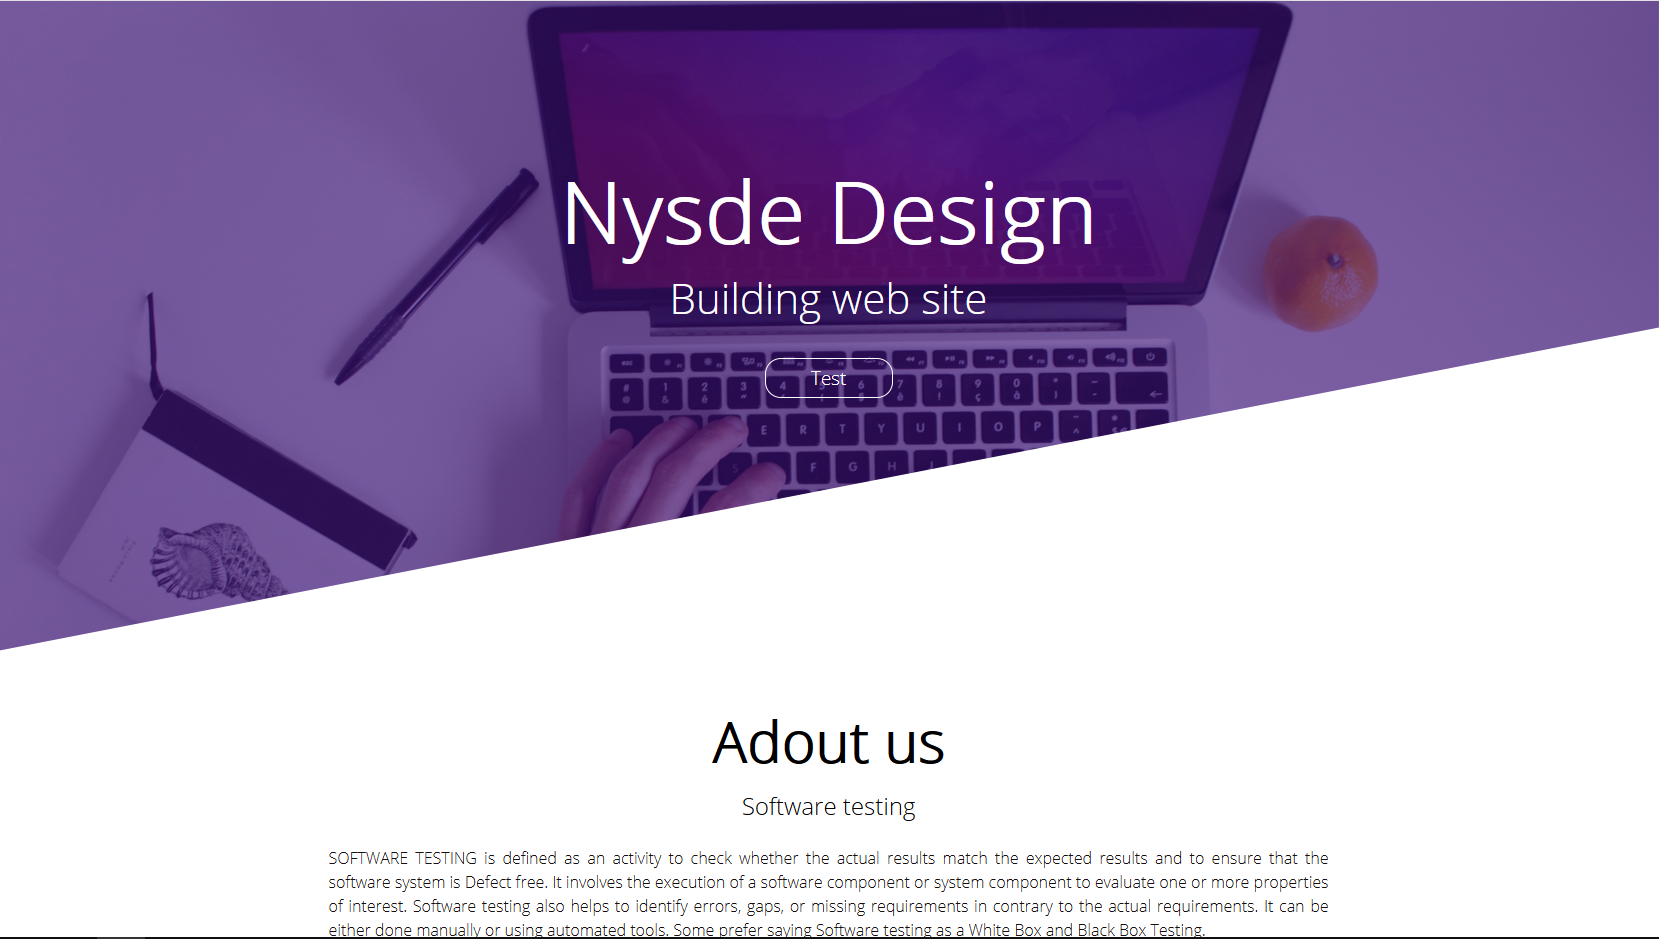 Nysde Design
Building web site
Test
Adout us
Software testing
SOFTWARE TESTING is defined as an activity to check whether the actual results match the expected results and to ensure that the
software system is Defect free. It involves the execution of a software component or system component to evaluate one or more properties
of interest. Software testing also helps to identify errors, gaps, or missing requirements in contrary to the actual requirements. It can be
either done manually or using automated tools. Some prefer saying Software testing as a White Box and Black Box Testing.